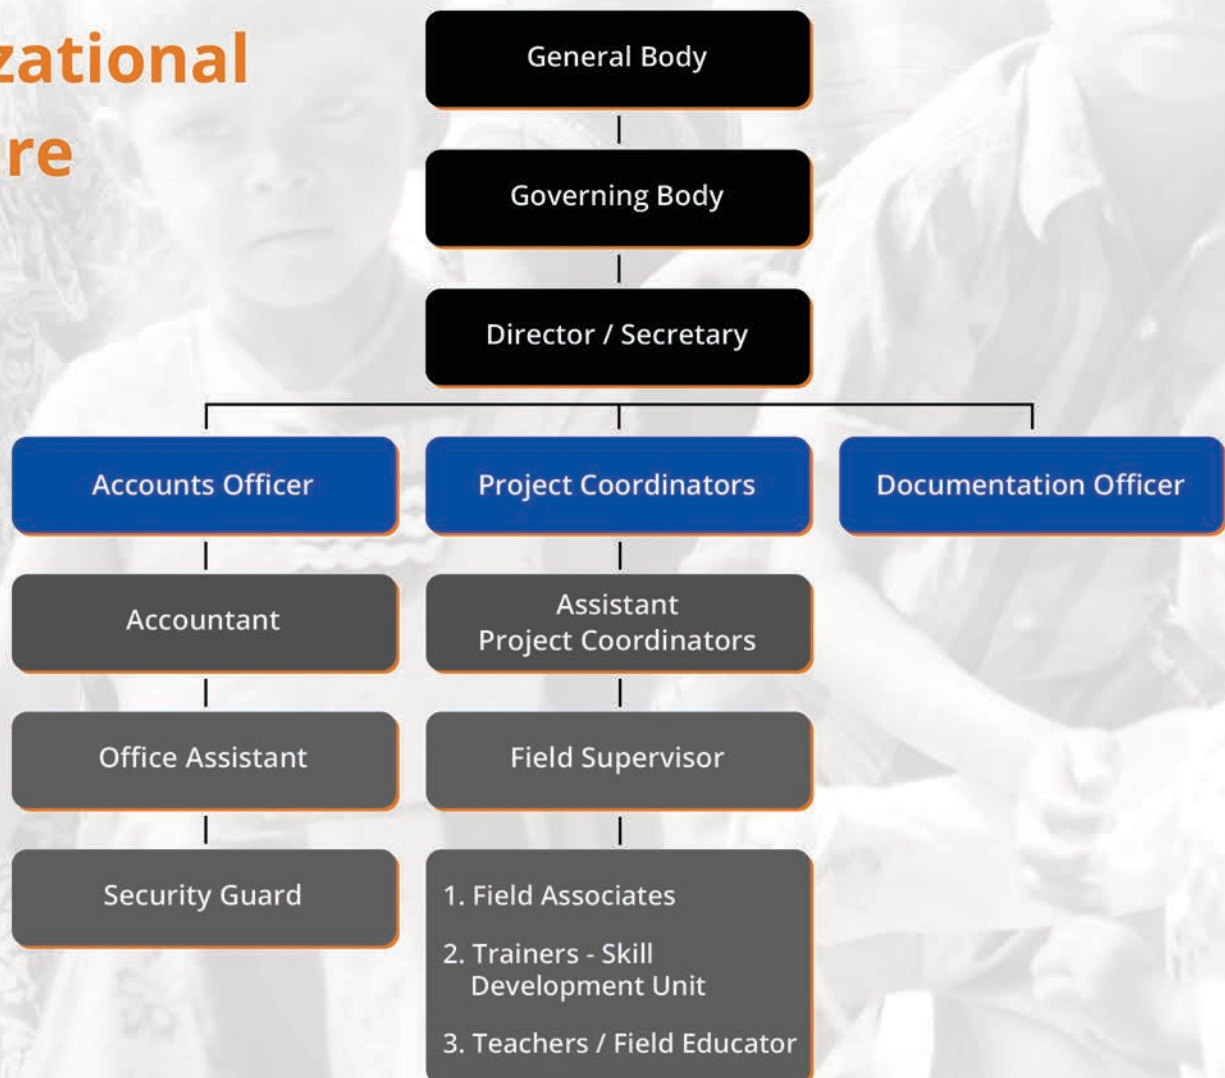 zational
re
General Body
Governing Body
Director / Secretary
Accounts Officer
Project Coordinators
Documentation Officer
Accountant
Assistant
Project Coordinators
Office Assistant
Field Supervisor
Security Guard
1. Field Associates
2. Trainers - Skill
Development Unit
3. Teachers / Field Educator